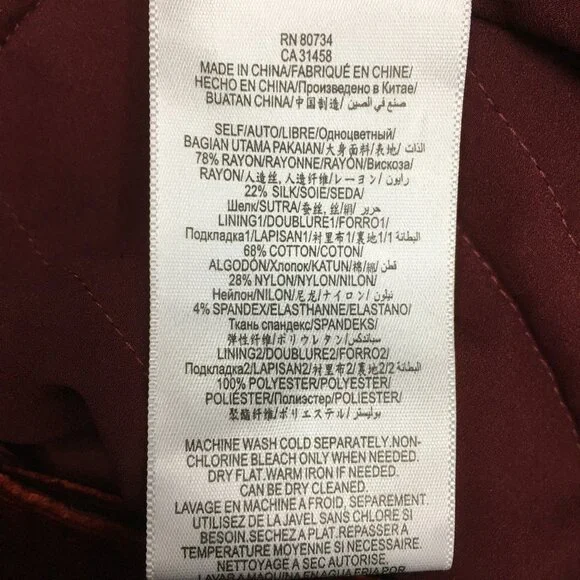 RN 80734
CA 31458
MADE IN CHINA/FABRIQUÉ EN CHINE/
HECHO EN CHINA/Произведено в Китае/
BUATAN CHINA/中国制造/ صنع في الصين/
SELF/AUTO/LIBRE/Одноцветный/
BAGIAN UTAMA PAKAIAN/大身面料/表地/ الذات
78% RAYON/RAYONNE/RAYÓN/Вискоза/
RAYON/人造丝,人造纤维/レーヨン/ رايون
22% SILK/SOIE/SEDA/
Шелк/SUTRA/蚕丝, 丝/絹/ حرير
LINING1/DOUBLURE1/FORRO1/
Подкладка1/LAPISAN1/衬里布1/裏地1/ البطانة 1
68% COTTON/COTON/
ALGODÓN/Хлопок/KATUN/棉/綿/ قطن
28% NYLON/NYLON/NILON/
Нейлон/NILON/尼龙/ナイロン/ نيلون
4% SPANDEX/ELASTHANNE/ELASTANO/
Ткань спандекс/SPANDEKS/
弹性纤维/ポリウレタン/ سباندكس
LINING2/DOUBLURE2/FORRO2/
Подкладка2/LAPISAN2/衬里布2/裏地2/ البطانة 2
100% POLYESTER/POLYESTER/
POLIÉSTER/Полиэстер/POLIESTER/
聚酯纤维/ポリエステル/ بوليستر
MACHINE WASH COLD SEPARATELY.NON-
CHLORINE BLEACH ONLY WHEN NEEDED.
DRY FLAT.WARM IRON IF NEEDED.
CAN BE DRY CLEANED.
LAVAGE EN MACHINE A FROID, SEPAREMENT.
UTILISEZ DE LA JAVEL SANS CHLORE SI
BESOIN.SECHEZ A PLAT.REPASSER A
TEMPERATURE MOYENNE SI NECESSAIRE.
NETTOYAGE A SEC AUTORISE.
LAVAR A MAQUINA EN AGUA FRIA POR